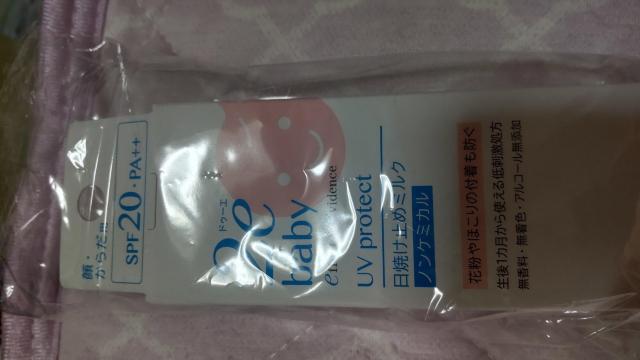 顔・
からだ用
SPF20・PA++
ドゥーエ
2e
baby
UV protect
日焼け止めミルク
ノンケミカル
花粉やほこりの付着も防ぐ
生後1カ月から使える低刺激処方
無香料・無着色・アルコール無添加